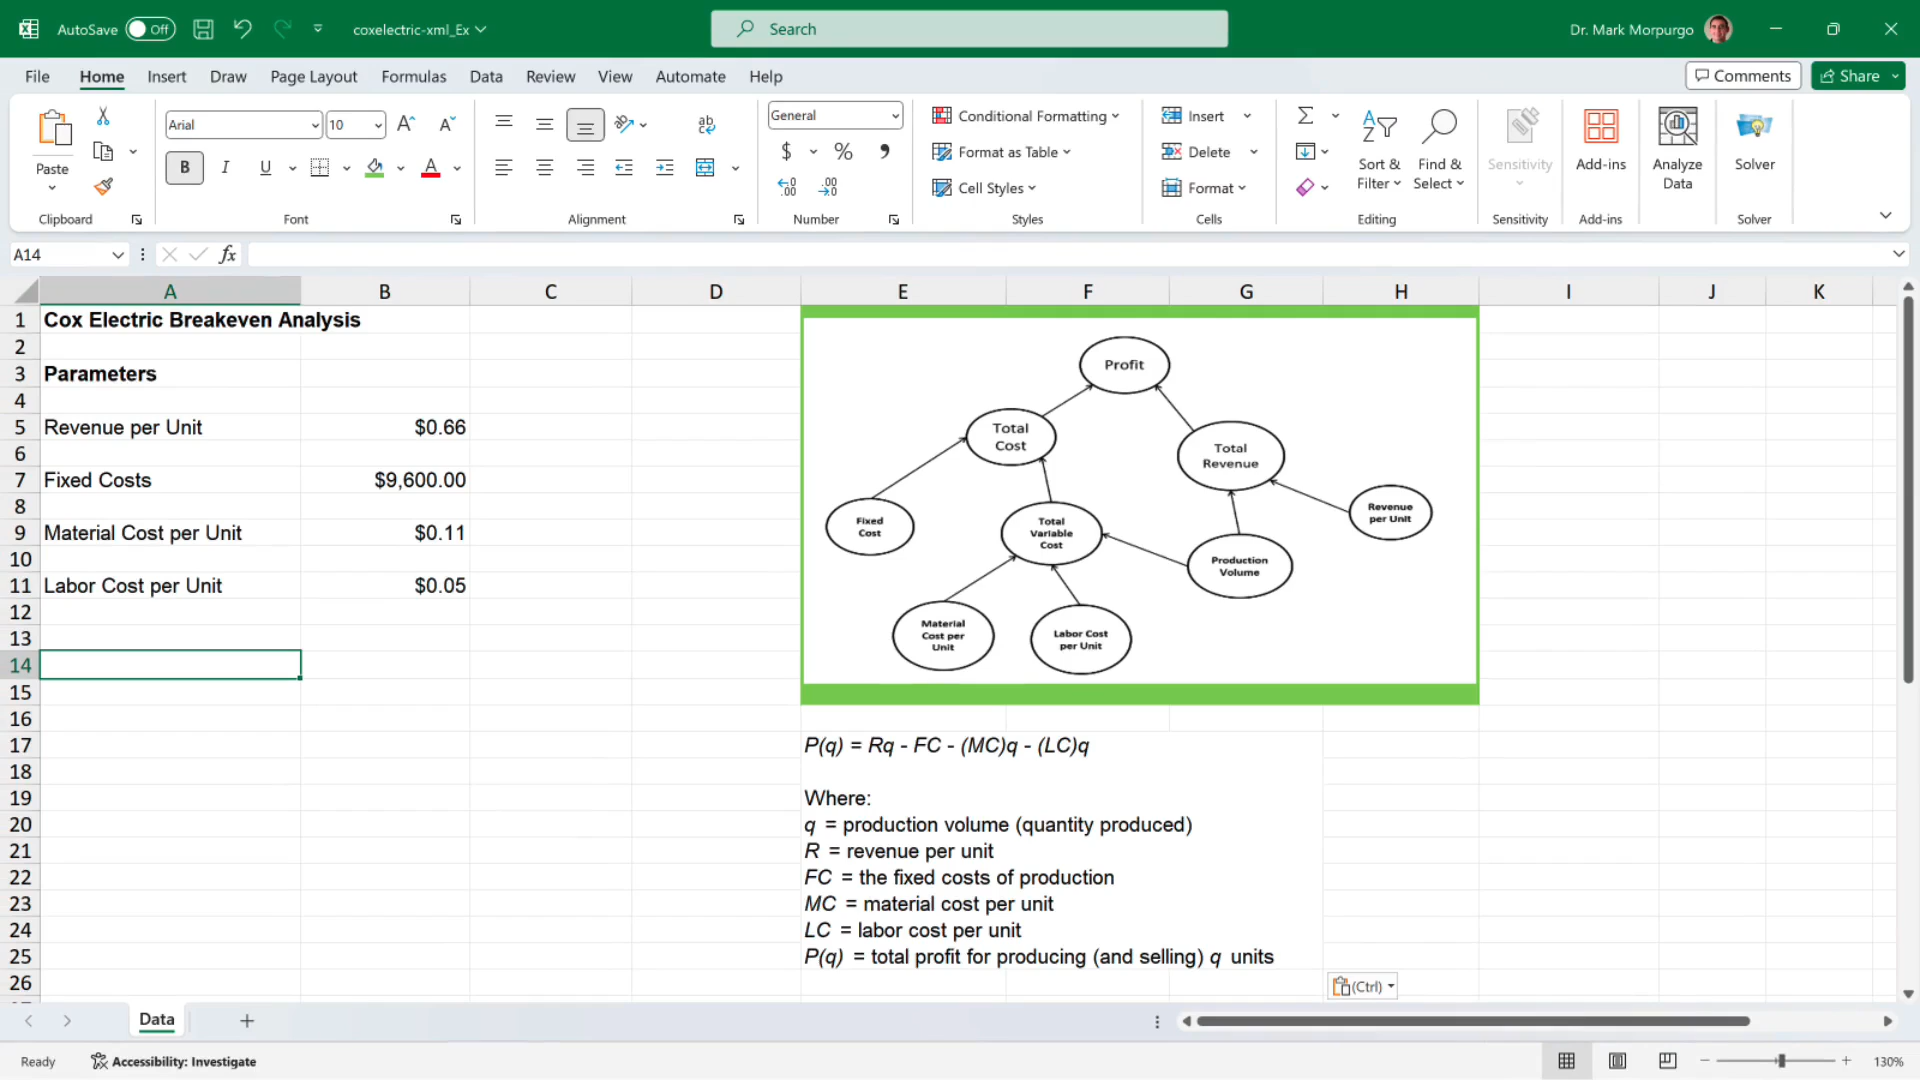 AutoSave Off coxelectric-xml_Ex Search Dr. Mark Morpurgo
File Home Insert Draw Page Layout Formulas Data Review View Automate Help Comments Share
Arial 10 A^ A˅ ab General Conditional Formatting Insert Σ
Paste B I U A $ % , Format as Table Delete
Sort & Filter Find & Select Sensitivity Add-ins Analyze Data Solver
.00 .00 Cell Styles Format
Clipboard Font Alignment Number Styles Cells Editing Sensitivity Add-ins Solver
A14 fx
A B C D E F G H I J K
1 Cox Electric Breakeven Analysis
2
3 Parameters
4
5 Revenue per Unit $0.66
6
7 Fixed Costs $9,600.00
8
9 Material Cost per Unit $0.11
10
11 Labor Cost per Unit $0.05
12
13
14
15
16
17
18
19
20
21
22
23
24
25
26
Profit
Total
Cost
Total
Revenue
Fixed
Cost
Total
Variable
Cost
Revenue
per Unit
Production
Volume
Material
Cost per
Unit
Labor Cost
per Unit
P(q) = Rq - FC - (MC)q - (LC)q
Where:
q = production volume (quantity produced)
R = revenue per unit
FC = the fixed costs of production
MC = material cost per unit
LC = labor cost per unit
P(q) = total profit for producing (and selling) q units
(Ctrl)
Data
Ready Accessibility: Investigate 130%